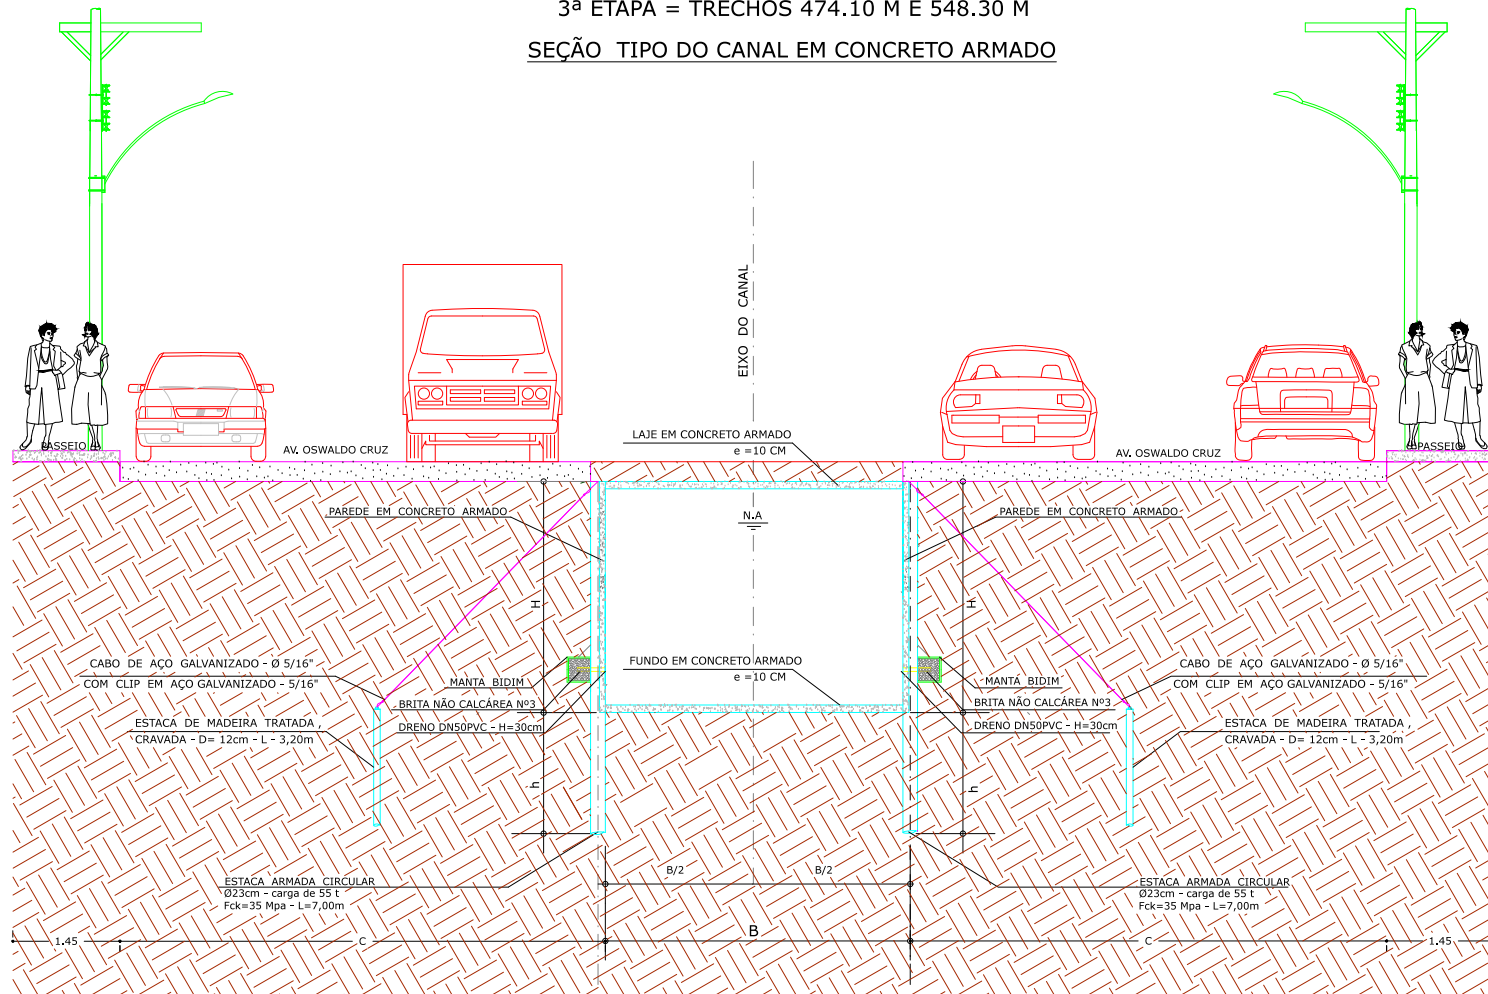 3ª ETAPA = TRECHOS 474.10 M E 548.30 M
SEÇÃO TIPO DO CANAL EM CONCRETO ARMADO
EIXO DO CANAL
PASSEIO
AV. OSWALDO CRUZ
LAJE EM CONCRETO ARMADO
e =10 CM
AV. OSWALDO CRUZ
PASSEIO
PAREDE EM CONCRETO ARMADO
N.A
PAREDE EM CONCRETO ARMADO
H
H
CABO DE AÇO GALVANIZADO - Ø 5/16"
COM CLIP EM AÇO GALVANIZADO - 5/16"
MANTA BIDIM
BRITA NÃO CALCÁREA Nº3
DRENO DN50PVC - H=30cm
FUNDO EM CONCRETO ARMADO
e =10 CM
MANTA BIDIM
BRITA NÃO CALCÁREA Nº3
DRENO DN50PVC - H=30cm
CABO DE AÇO GALVANIZADO - Ø 5/16"
COM CLIP EM AÇO GALVANIZADO - 5/16"
ESTACA DE MADEIRA TRATADA ,
CRAVADA - D= 12cm - L - 3,20m
ESTACA DE MADEIRA TRATADA ,
CRAVADA - D= 12cm - L - 3,20m
h
h
ESTACA ARMADA CIRCULAR
Ø23cm - carga de 55 t
Fck=35 Mpa - L=7,00m
B/2
B/2
ESTACA ARMADA CIRCULAR
Ø23cm - carga de 55 t
Fck=35 Mpa - L=7,00m
1.45
C
B
C
1.45